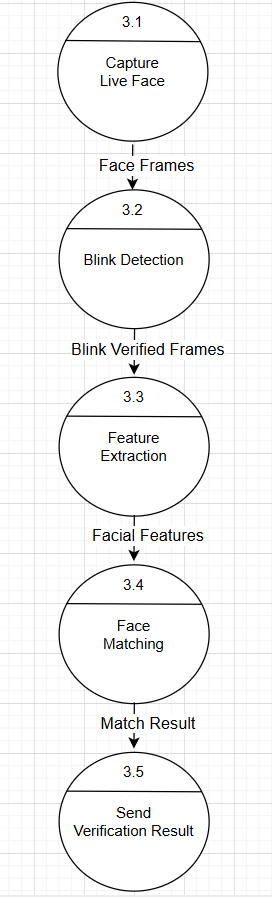 3.1
Capture
Live Face
Face Frames
3.2
Blink Detection
Blink Verified Frames
3.3
Feature
Extraction
Facial Features
3.4
Face
Matching
Match Result
3.5
Send
Verification Result